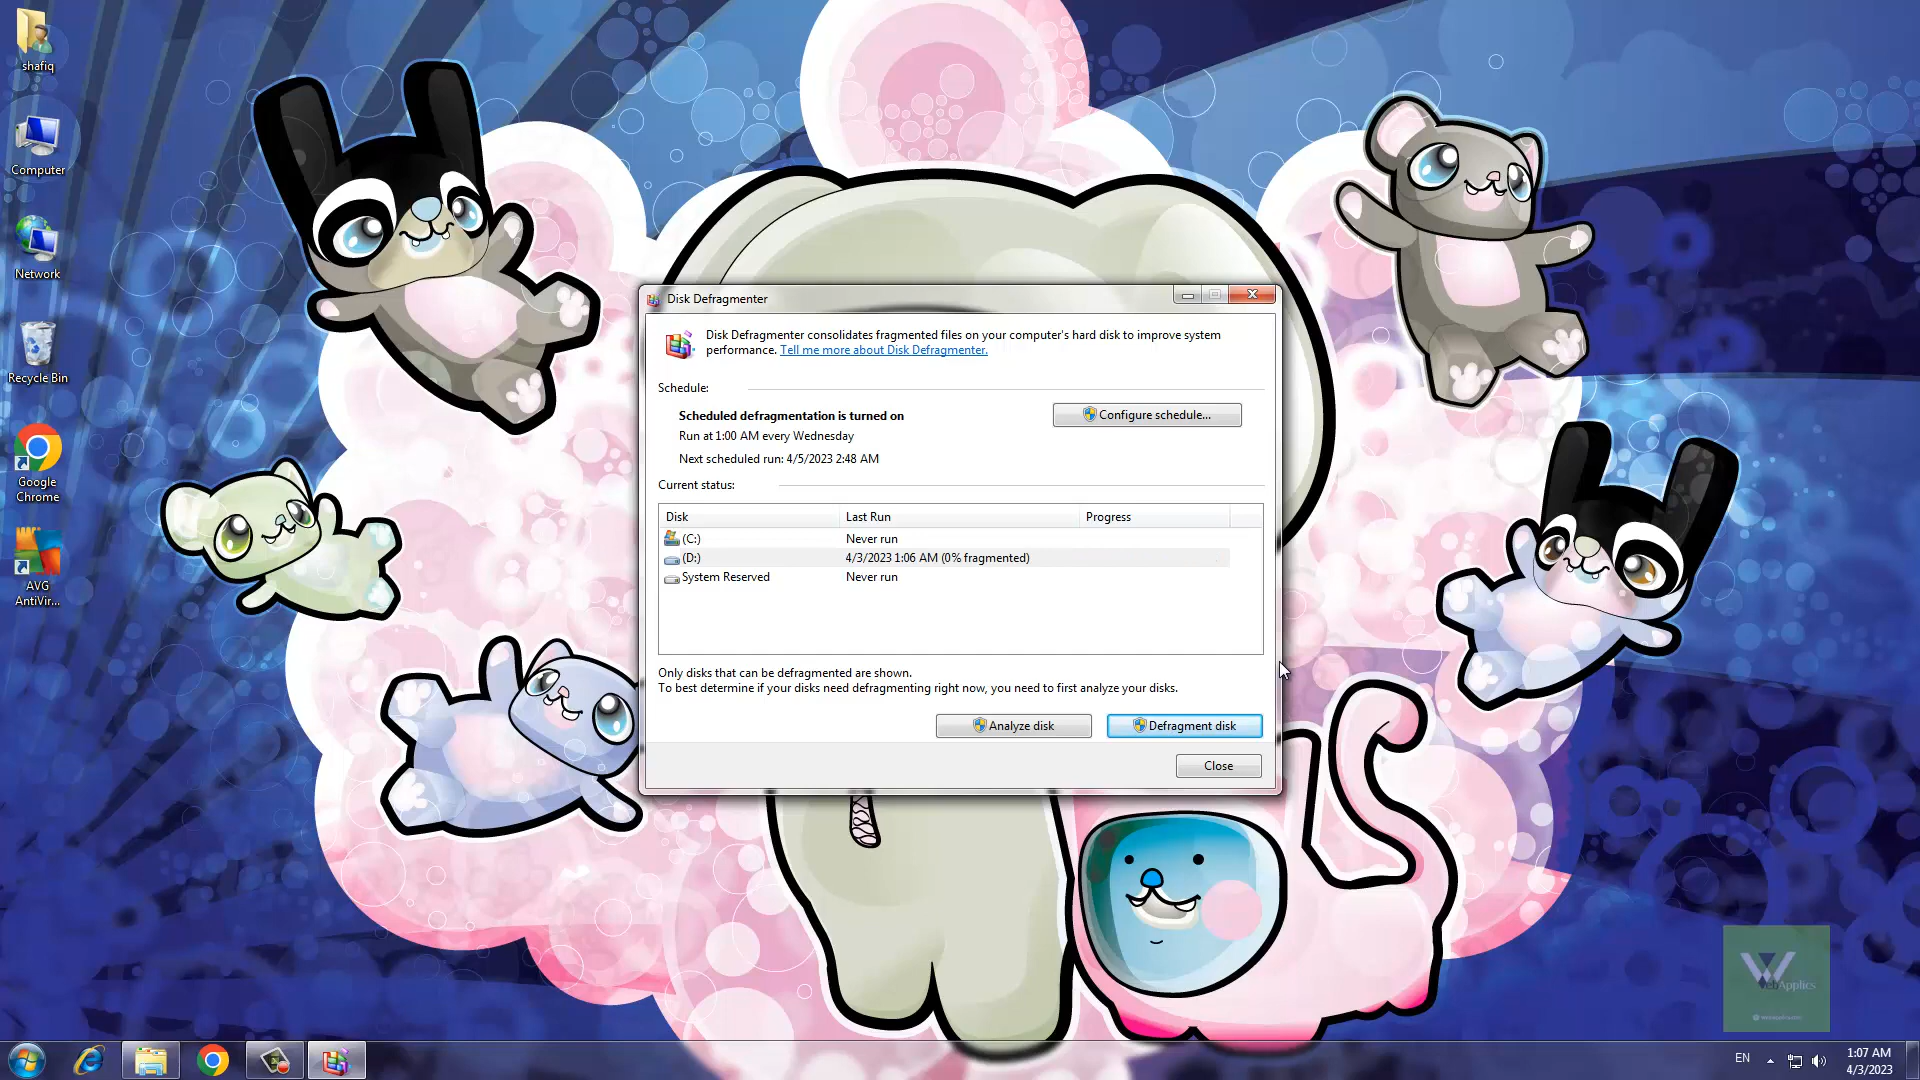 shafiq
Computer
Network
Recycle Bin
Google
Chrome
AVG
AntiVir...
Disk Defragmenter
Disk Defragmenter consolidates fragmented files on your computer's hard disk to improve system
performance. Tell me more about Disk Defragmenter.
Schedule:
Scheduled defragmentation is turned on
Configure schedule...
Run at 1:00 AM every Wednesday
Next scheduled run: 4/5/2023 2:48 AM
Current status:
Disk Last Run Progress
(C:) Never run
(D:) 4/3/2023 1:06 AM (0% fragmented)
System Reserved Never run
Only disks that can be defragmented are shown.
To best determine if your disks need defragmenting right now, you need to first analyze your disks.
Analyze disk Defragment disk
Close
WebApplics
EN
1:07 AM
4/3/2023